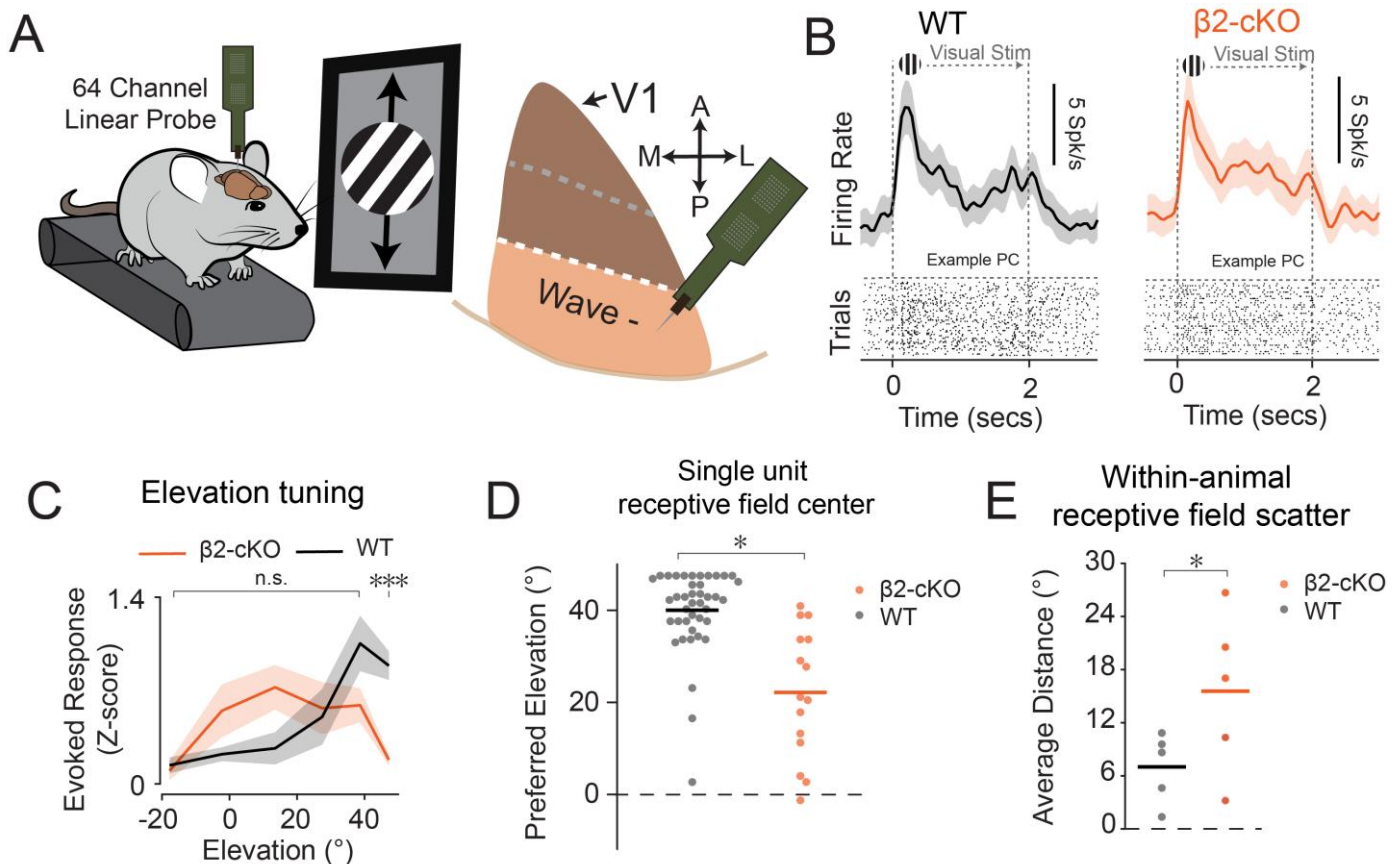 A
64 Channel
Linear Probe
V1
A
M
L
P
Wave -
B
WT
β2-cKO
Visual Stim
Visual Stim
Firing Rate
5 Spk/s
5 Spk/s
Example PC
Example PC
Trials
0
2
0
2
Time (secs)
Time (secs)
C
Elevation tuning
β2-cKO
WT
n.s.
***
Evoked Response
(Z-score)
1.4
0
-20
0
20
40
Elevation (°)
D
Single unit
receptive field center
*
Preferred Elevation (°)
40
20
0
β2-cKO
WT
E
Within-animal
receptive field scatter
*
Average Distance (°)
30
24
18
12
6
0
β2-cKO
WT